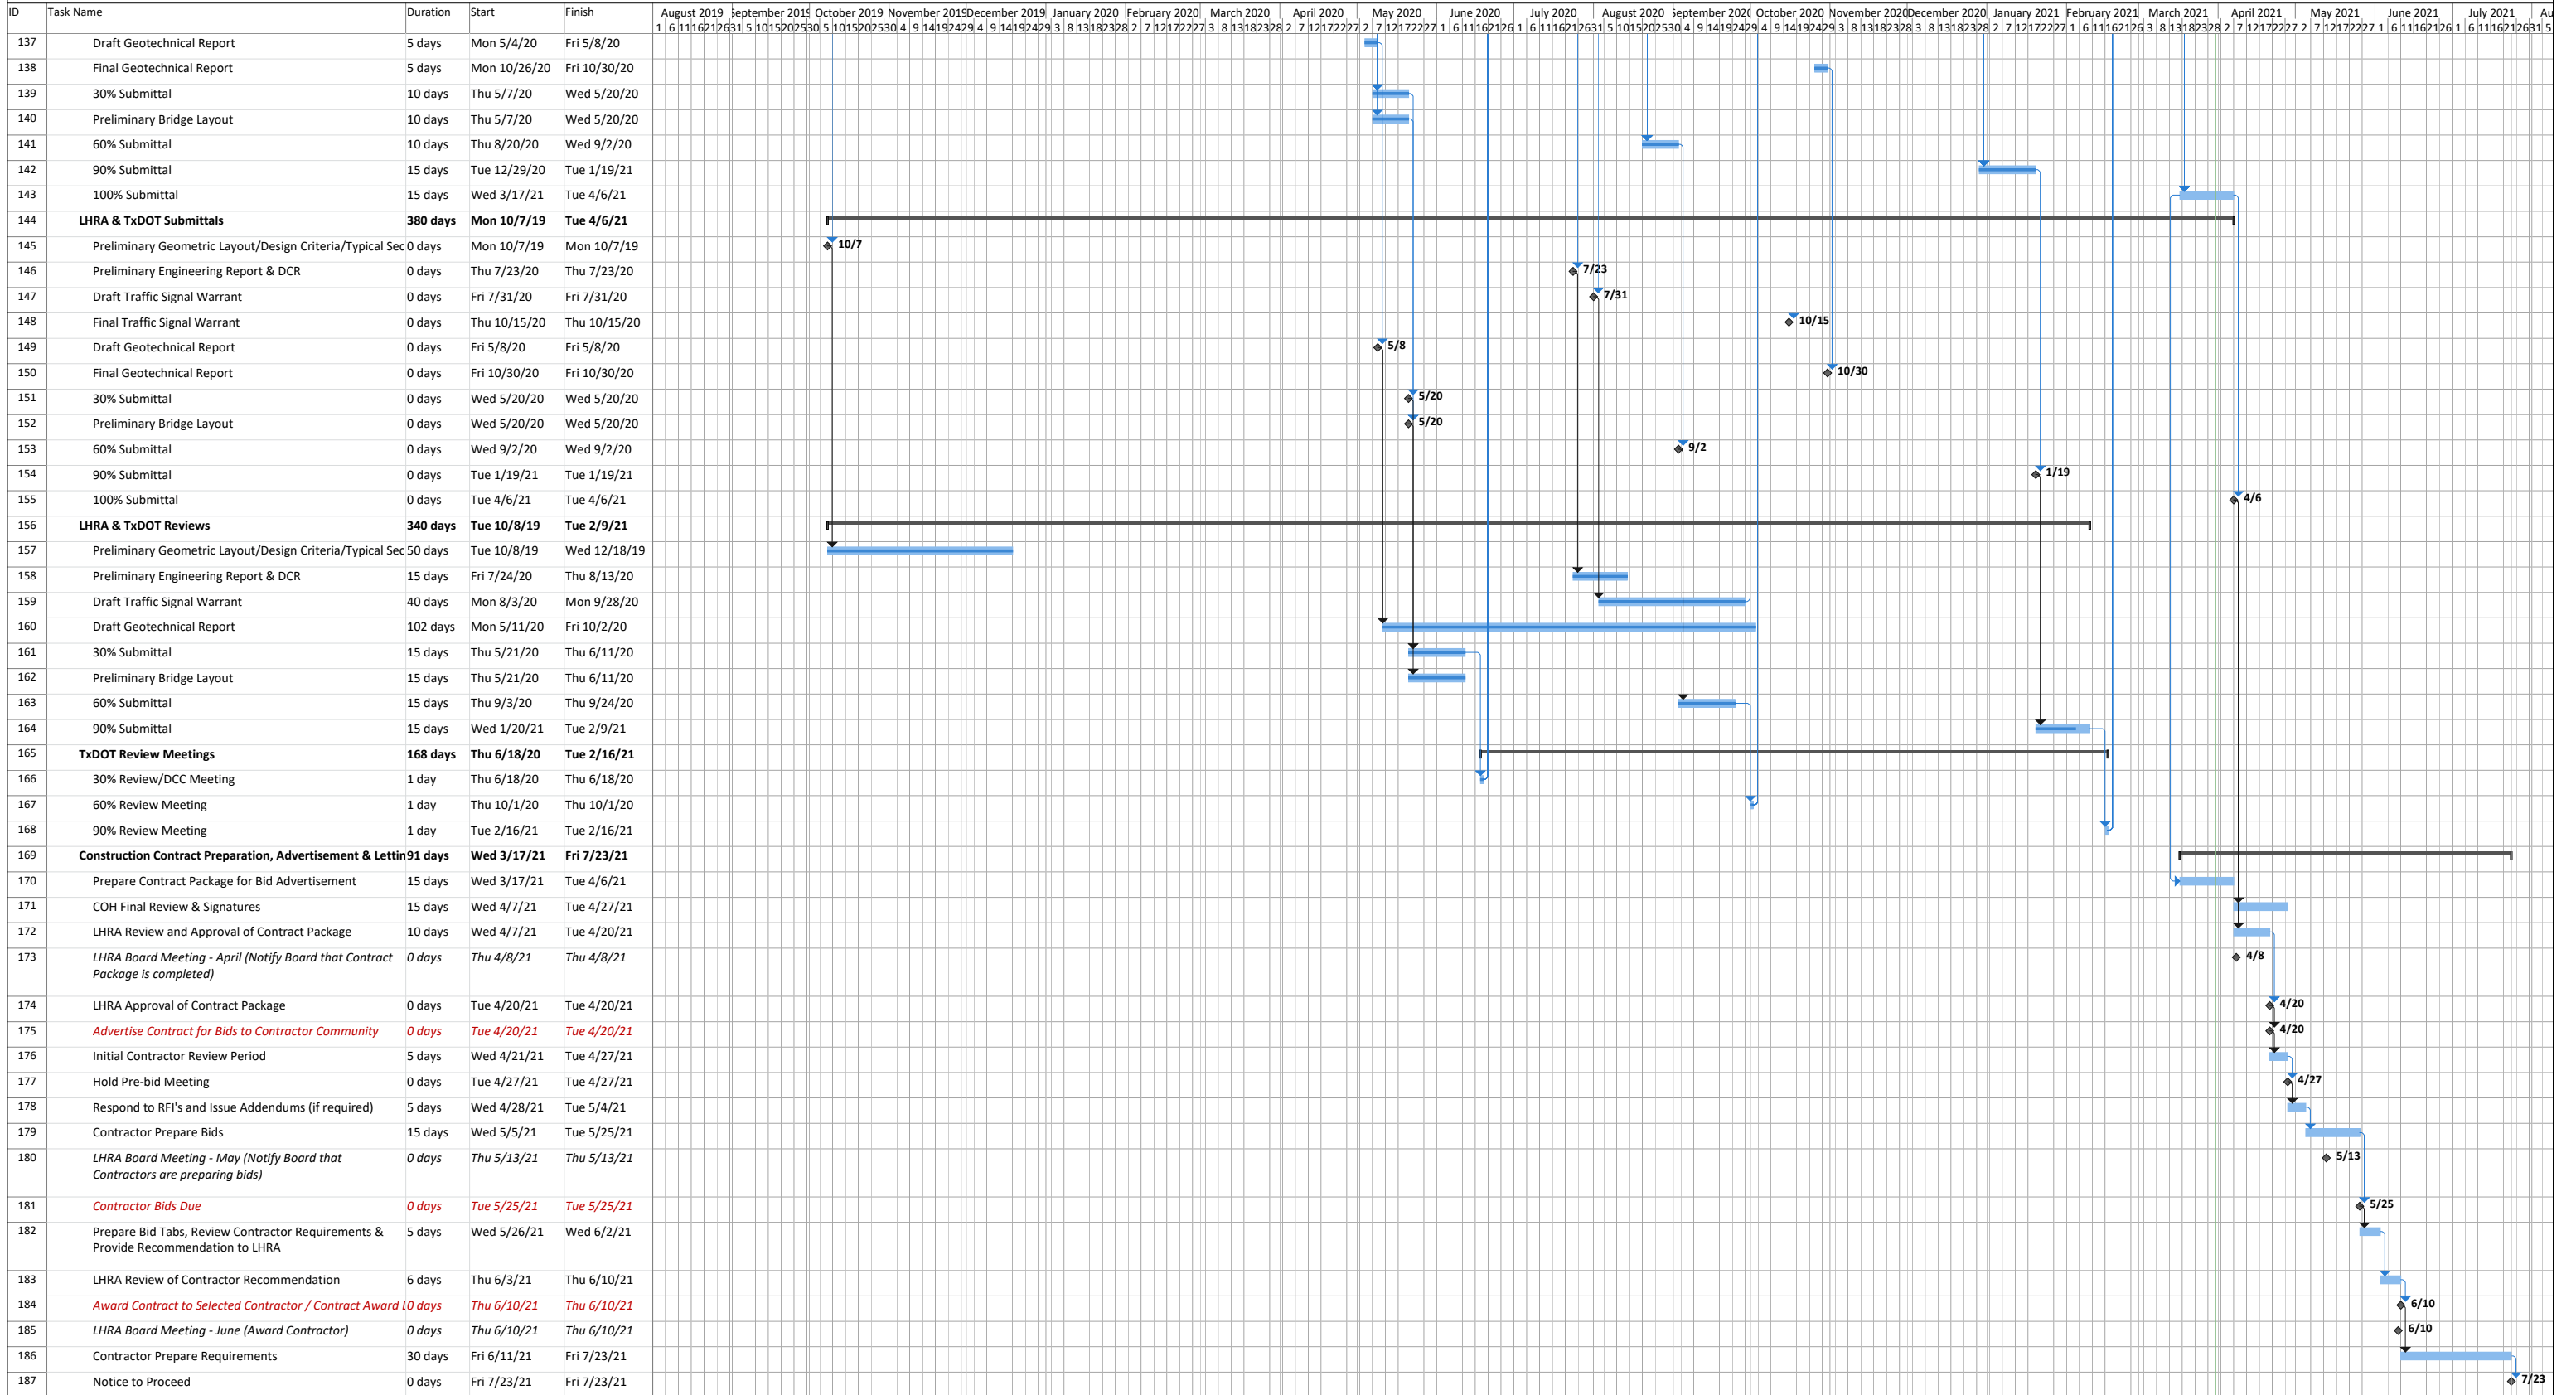 ID Task Name Duration Start Finish August 2019 September 2019 October 2019 November 2019 December 2019 January 2020 February 2020 March 2020 April 2020 May 2020 June 2020 July 2020 August 2020 September 2020 October 2020 November 2020 December 2020 January 2021 February 2021 March 2021 April 2021 May 2021 June 2021 July 2021 Au
137 Draft Geotechnical Report 5 days Mon 5/4/20 Fri 5/8/20
138 Final Geotechnical Report 5 days Mon 10/26/20 Fri 10/30/20
139 30% Submittal 10 days Thu 5/7/20 Wed 5/20/20
140 Preliminary Bridge Layout 10 days Thu 5/7/20 Wed 5/20/20
141 60% Submittal 10 days Thu 8/20/20 Wed 9/2/20
142 90% Submittal 15 days Tue 12/29/20 Tue 1/19/21
143 100% Submittal 15 days Wed 3/17/21 Tue 4/6/21
144 LHRA & TxDOT Submittals 380 days Mon 10/7/19 Tue 4/6/21
145 Preliminary Geometric Layout/Design Criteria/Typical Sec 0 days Mon 10/7/19 Mon 10/7/19 10/7
146 Preliminary Engineering Report & DCR 0 days Thu 7/23/20 Thu 7/23/20 7/23
147 Draft Traffic Signal Warrant 0 days Fri 7/31/20 Fri 7/31/20 7/31
148 Final Traffic Signal Warrant 0 days Thu 10/15/20 Thu 10/15/20 10/15
149 Draft Geotechnical Report 0 days Fri 5/8/20 Fri 5/8/20 5/8
150 Final Geotechnical Report 0 days Fri 10/30/20 Fri 10/30/20 10/30
151 30% Submittal 0 days Wed 5/20/20 Wed 5/20/20 5/20
152 Preliminary Bridge Layout 0 days Wed 5/20/20 Wed 5/20/20 5/20
153 60% Submittal 0 days Wed 9/2/20 Wed 9/2/20 9/2
154 90% Submittal 0 days Tue 1/19/21 Tue 1/19/21 1/19
155 100% Submittal 0 days Tue 4/6/21 Tue 4/6/21 4/6
156 LHRA & TxDOT Reviews 340 days Tue 10/8/19 Tue 2/9/21
157 Preliminary Geometric Layout/Design Criteria/Typical Sec 50 days Tue 10/8/19 Wed 12/18/19
158 Preliminary Engineering Report & DCR 15 days Fri 7/24/20 Thu 8/13/20
159 Draft Traffic Signal Warrant 40 days Mon 8/3/20 Mon 9/28/20
160 Draft Geotechnical Report 102 days Mon 5/11/20 Fri 10/2/20
161 30% Submittal 15 days Thu 5/21/20 Thu 6/11/20
162 Preliminary Bridge Layout 15 days Thu 5/21/20 Thu 6/11/20
163 60% Submittal 15 days Thu 9/3/20 Thu 9/24/20
164 90% Submittal 15 days Wed 1/20/21 Tue 2/9/21
165 TxDOT Review Meetings 168 days Thu 6/18/20 Tue 2/16/21
166 30% Review/DCC Meeting 1 day Thu 6/18/20 Thu 6/18/20
167 60% Review Meeting 1 day Thu 10/1/20 Thu 10/1/20
168 90% Review Meeting 1 day Tue 2/16/21 Tue 2/16/21
169 Construction Contract Preparation, Advertisement & Lettin 91 days Wed 3/17/21 Fri 7/23/21
170 Prepare Contract Package for Bid Advertisement 15 days Wed 3/17/21 Tue 4/6/21
171 COH Final Review & Signatures 15 days Wed 4/7/21 Tue 4/27/21
172 LHRA Review and Approval of Contract Package 10 days Wed 4/7/21 Tue 4/20/21
173 LHRA Board Meeting - April (Notify Board that Contract 0 days Thu 4/8/21 Thu 4/8/21 4/8
Package is completed)
174 LHRA Approval of Contract Package 0 days Tue 4/20/21 Tue 4/20/21 4/20
175 Advertise Contract for Bids to Contractor Community 0 days Tue 4/20/21 Tue 4/20/21 4/20
176 Initial Contractor Review Period 5 days Wed 4/21/21 Tue 4/27/21
177 Hold Pre-bid Meeting 0 days Tue 4/27/21 Tue 4/27/21 4/27
178 Respond to RFI's and Issue Addendums (if required) 5 days Wed 4/28/21 Tue 5/4/21
179 Contractor Prepare Bids 15 days Wed 5/5/21 Tue 5/25/21
180 LHRA Board Meeting - May (Notify Board that 0 days Thu 5/13/21 Thu 5/13/21 5/13
Contractors are preparing bids)
181 Contractor Bids Due 0 days Tue 5/25/21 Tue 5/25/21 5/25
182 Prepare Bid Tabs, Review Contractor Requirements & 5 days Wed 5/26/21 Wed 6/2/21
Provide Recommendation to LHRA
183 LHRA Review of Contractor Recommendation 6 days Thu 6/3/21 Thu 6/10/21
184 Award Contract to Selected Contractor / Contract Award 0 days Thu 6/10/21 Thu 6/10/21 6/10
185 LHRA Board Meeting - June (Award Contractor) 0 days Thu 6/10/21 Thu 6/10/21 6/10
186 Contractor Prepare Requirements 30 days Fri 6/11/21 Fri 7/23/21
187 Notice to Proceed 0 days Fri 7/23/21 Fri 7/23/21 7/23